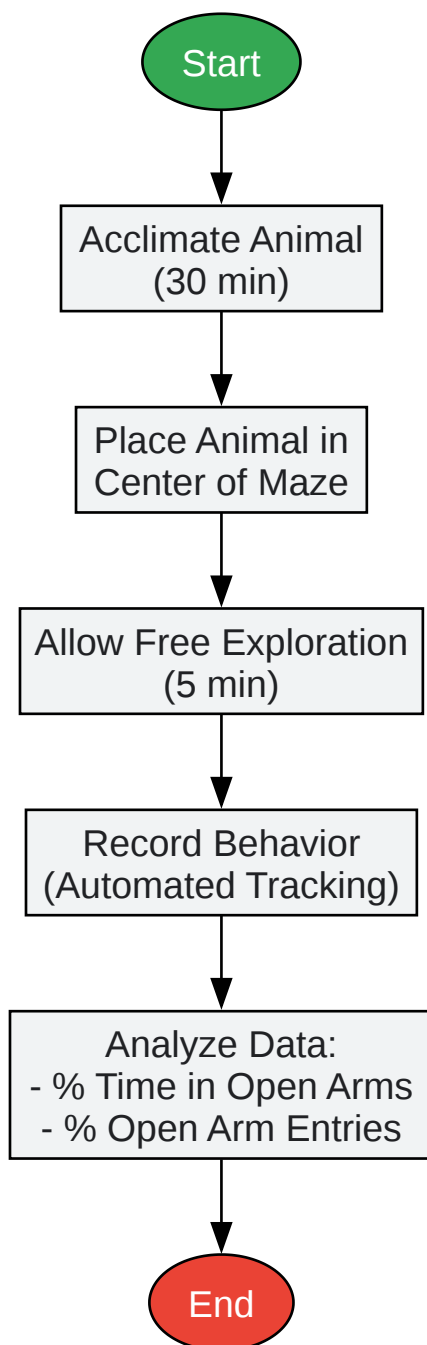 Start
Acclimate Animal
(30 min)
Place Animal in
Center of Maze
Allow Free Exploration
(5 min)
Record Behavior
(Automated Tracking)
Analyze Data:
- % Time in Open Arms
- % Open Arm Entries
End